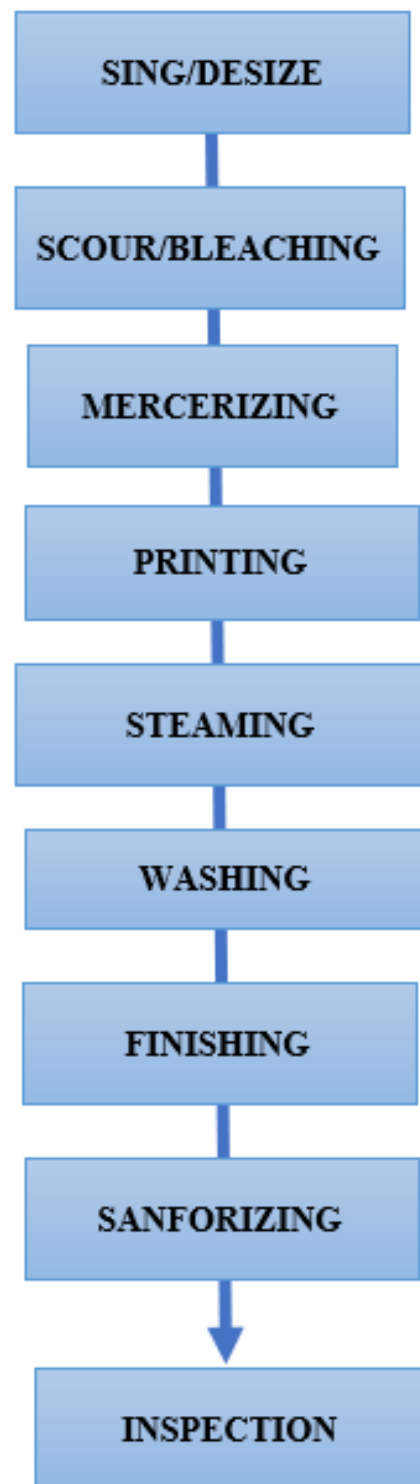 SING/DESIZE
SCOUR/BLEACHING
MERCERIZING
PRINTING
STEAMING
WASHING
FINISHING
SANFORIZING
INSPECTION